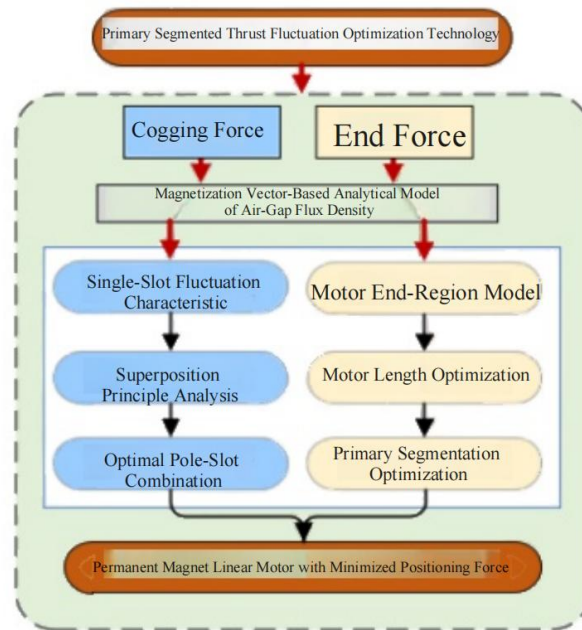 Primary Segmented Thrust Fluctuation Optimization Technology
Cogging Force
End Force
Magnetization Vector-Based Analytical Model
of Air-Gap Flux Density
Single-Slot Fluctuation
Characteristic
Motor End-Region Model
Superposition
Principle Analysis
Motor Length Optimization
Optimal Pole-Slot
Combination
Primary Segmentation
Optimization
Permanent Magnet Linear Motor with Minimized Positioning Force